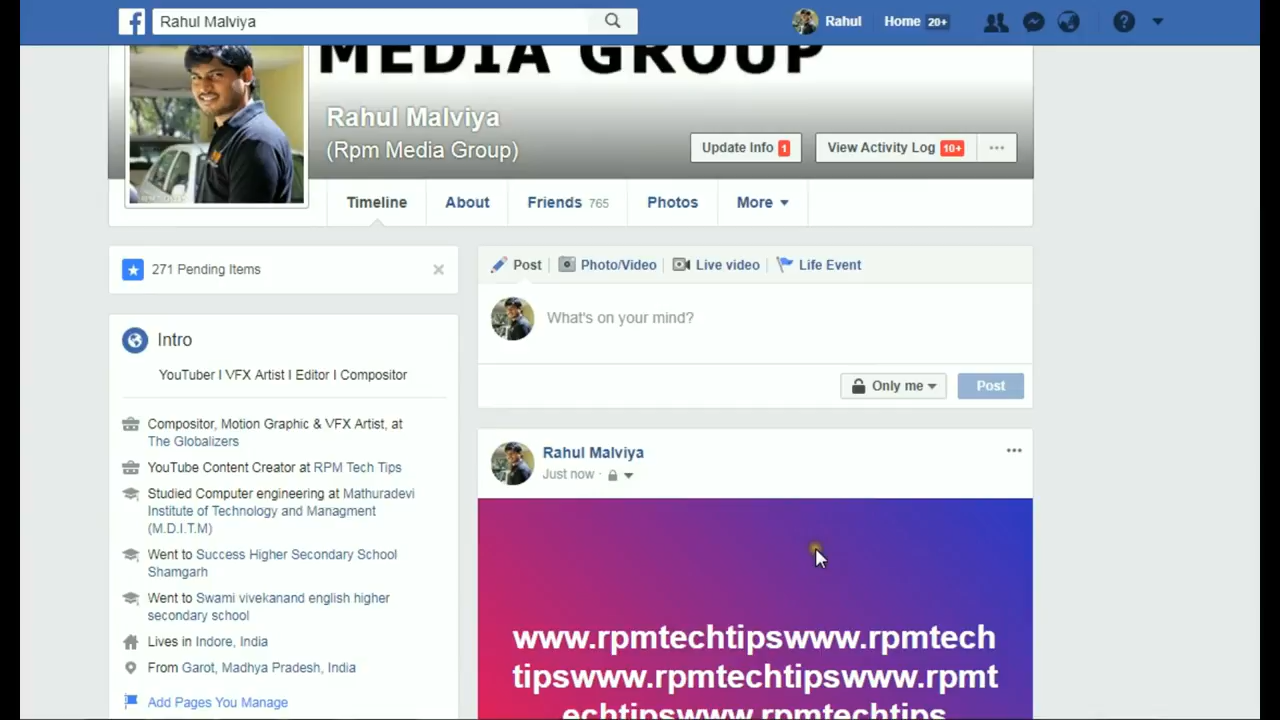 Rahul Malviya
Rahul
Home 20+
?
MEDIA GROUP
Rahul Malviya
(Rpm Media Group)
Update Info 1
View Activity Log 10+
...
Timeline
About
Friends 765
Photos
More
271 Pending Items
×
Post
Photo/Video
Live video
Life Event
What's on your mind?
Only me
Post
Intro
YouTuber I VFX Artist I Editor I Compositor
Compositor, Motion Graphic & VFX Artist, at
The Globalizers
YouTube Content Creator at RPM Tech Tips
Studied Computer engineering at Mathuradevi
Institute of Technology and Managment
(M.D.I.T.M)
Went to Success Higher Secondary School
Shamgarh
Went to Swami vivekanand english higher
secondary school
Lives in Indore, India
From Garot, Madhya Pradesh, India
Add Pages You Manage
Rahul Malviya
Just now ·
...
www.rpmtechtipswww.rpmtech
tipswww.rpmtechtipswww.rpmt
echtipswww.rpmtechtips